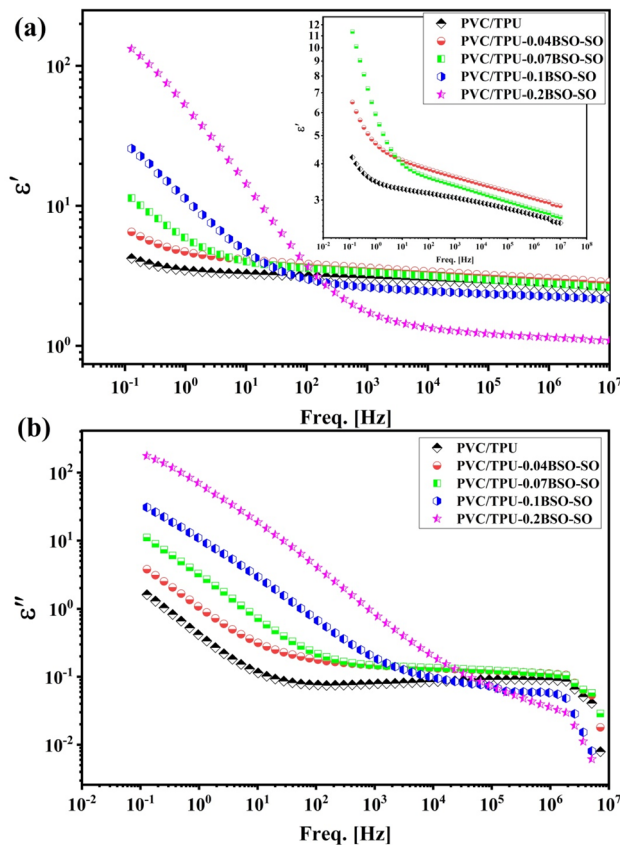 (a)
PVC/TPU
PVC/TPU-0.04BSO-SO
PVC/TPU-0.07BSO-SO
PVC/TPU-0.1BSO-SO
PVC/TPU-0.2BSO-SO
12
11
10
9
8
7
6
5
4
3
ε′
10⁻² 10⁻¹ 10⁰ 10¹ 10² 10³ 10⁴ 10⁵ 10⁶ 10⁷ 10⁸
Freq. [Hz]
10²
10¹
10⁰
ε′
10⁻¹ 10⁰ 10¹ 10² 10³ 10⁴ 10⁵ 10⁶ 10⁷
Freq. [Hz]
(b)
PVC/TPU
PVC/TPU-0.04BSO-SO
PVC/TPU-0.07BSO-SO
PVC/TPU-0.1BSO-SO
PVC/TPU-0.2BSO-SO
10²
10¹
10⁰
10⁻¹
10⁻²
ε″
10⁻² 10⁻¹ 10⁰ 10¹ 10² 10³ 10⁴ 10⁵ 10⁶ 10⁷
Freq. [Hz]